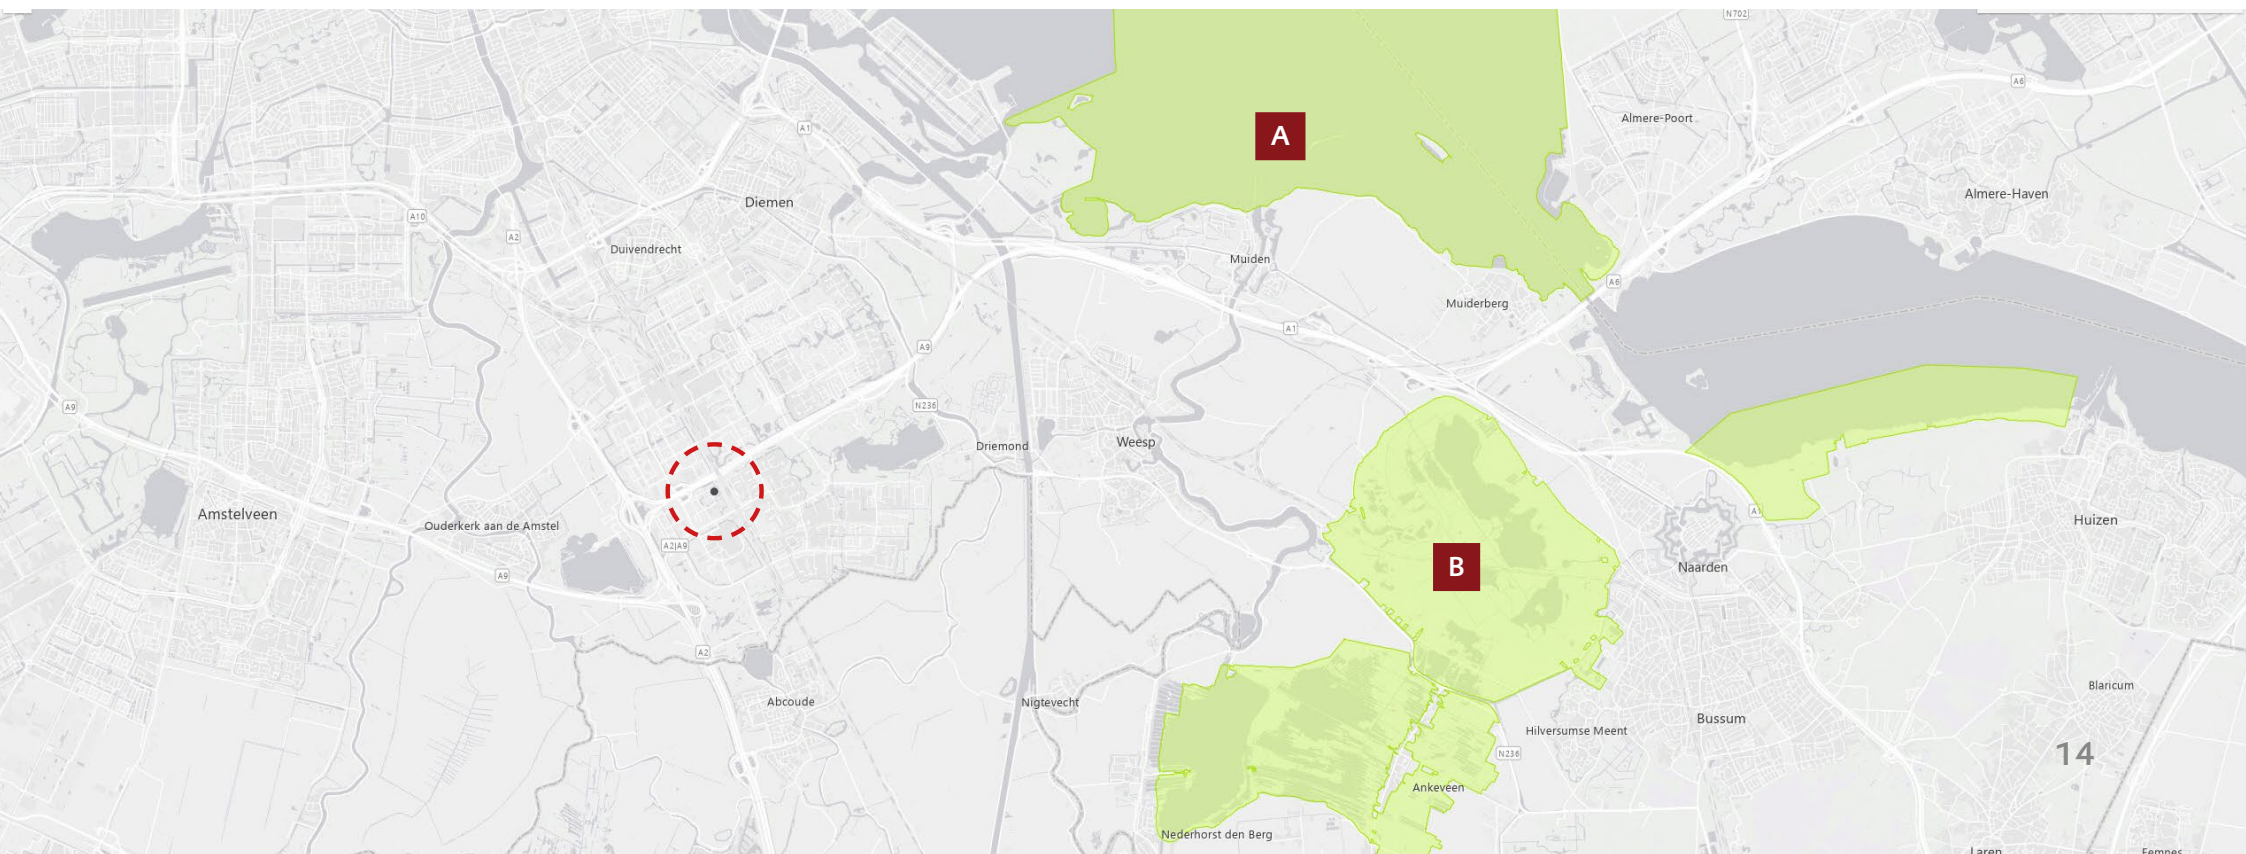 N702
A6
A
Almere-Poort
A1
Almere-Haven
Diemen
A10
A2
Duivendrecht
Muiden
A6
Muiderberg
A1
A9
A9
N236
Driemond
Weesp
Amstelveen
Ouderkerk aan de Amstel
A1
Huizen
A2|A9
B
Naarden
A9
A2
Blaricum
Abcoude
Nigtevecht
Bussum
Hilversumse Meent
N236
14
Ankeveen
Nederhorst den Berg
Laren
Eemnes